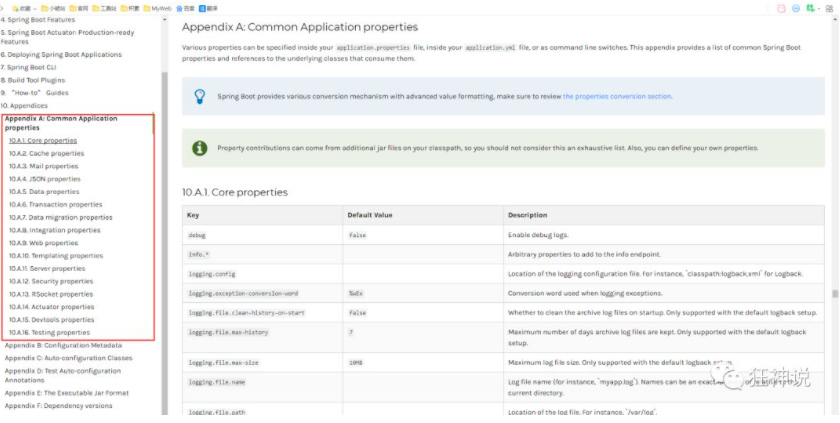 收藏 小破站 官网 工具站 积累 MyWeb 百度 翻译
4. Spring Boot Features
5. Spring Boot Actuator: Production-ready
Features
6. Deploying Spring Boot Applications
7. Spring Boot CLI
8. Build Tool Plugins
9. “How-to” Guides
10. Appendices
Appendix A: Common Application
properties
10.A.1. Core properties
10.A.2. Cache properties
10.A.3. Mail properties
10.A.4. JSON properties
10.A.5. Data properties
10.A.6. Transaction properties
10.A.7. Data migration properties
10.A.8. Integration properties
10.A.9. Web properties
10.A.10. Templating properties
10.A.11. Server properties
10.A.12. Security properties
10.A.13. RSocket properties
10.A.14. Actuator properties
10.A.15. Devtools properties
10.A.16. Testing properties
Appendix B: Configuration Metadata
Appendix C: Auto-configuration Classes
Appendix D: Test Auto-configuration
Annotations
Appendix E: The Executable Jar Format
Appendix F: Dependency versions
Appendix A: Common Application properties
Various properties can be specified inside your application.properties file, inside your application.yml file, or as command line switches. This appendix provides a list of common Spring Boot
properties and references to the underlying classes that consume them.
Spring Boot provides various conversion mechanism with advanced value formatting, make sure to review the properties conversion section.
Property contributions can come from additional jar files on your classpath, so you should not consider this an exhaustive list. Also, you can define your own properties.
10.A.1. Core properties
Key Default Value Description
debug false Enable debug logs.
info.* Arbitrary properties to add to the info endpoint.
logging.config Location of the logging configuration file. For instance, `classpath:logback.xml` for Logback.
logging.exception-conversion-word %wEx Conversion word used when logging exceptions.
logging.file.clean-history-on-start false Whether to clean the archive log files on startup. Only supported with the default logback setup.
logging.file.max-history 7 Maximum number of days archive log files are kept. Only supported with the default logback
setup.
logging.file.max-size 10MB Maximum log file size. Only supported with the default logback setup.
logging.file.name Log file name (for instance, `myapp.log`). Names can be an exact
current directory.
logging.file.path Location of the log file. For instance, `/var/log`.
狂神说